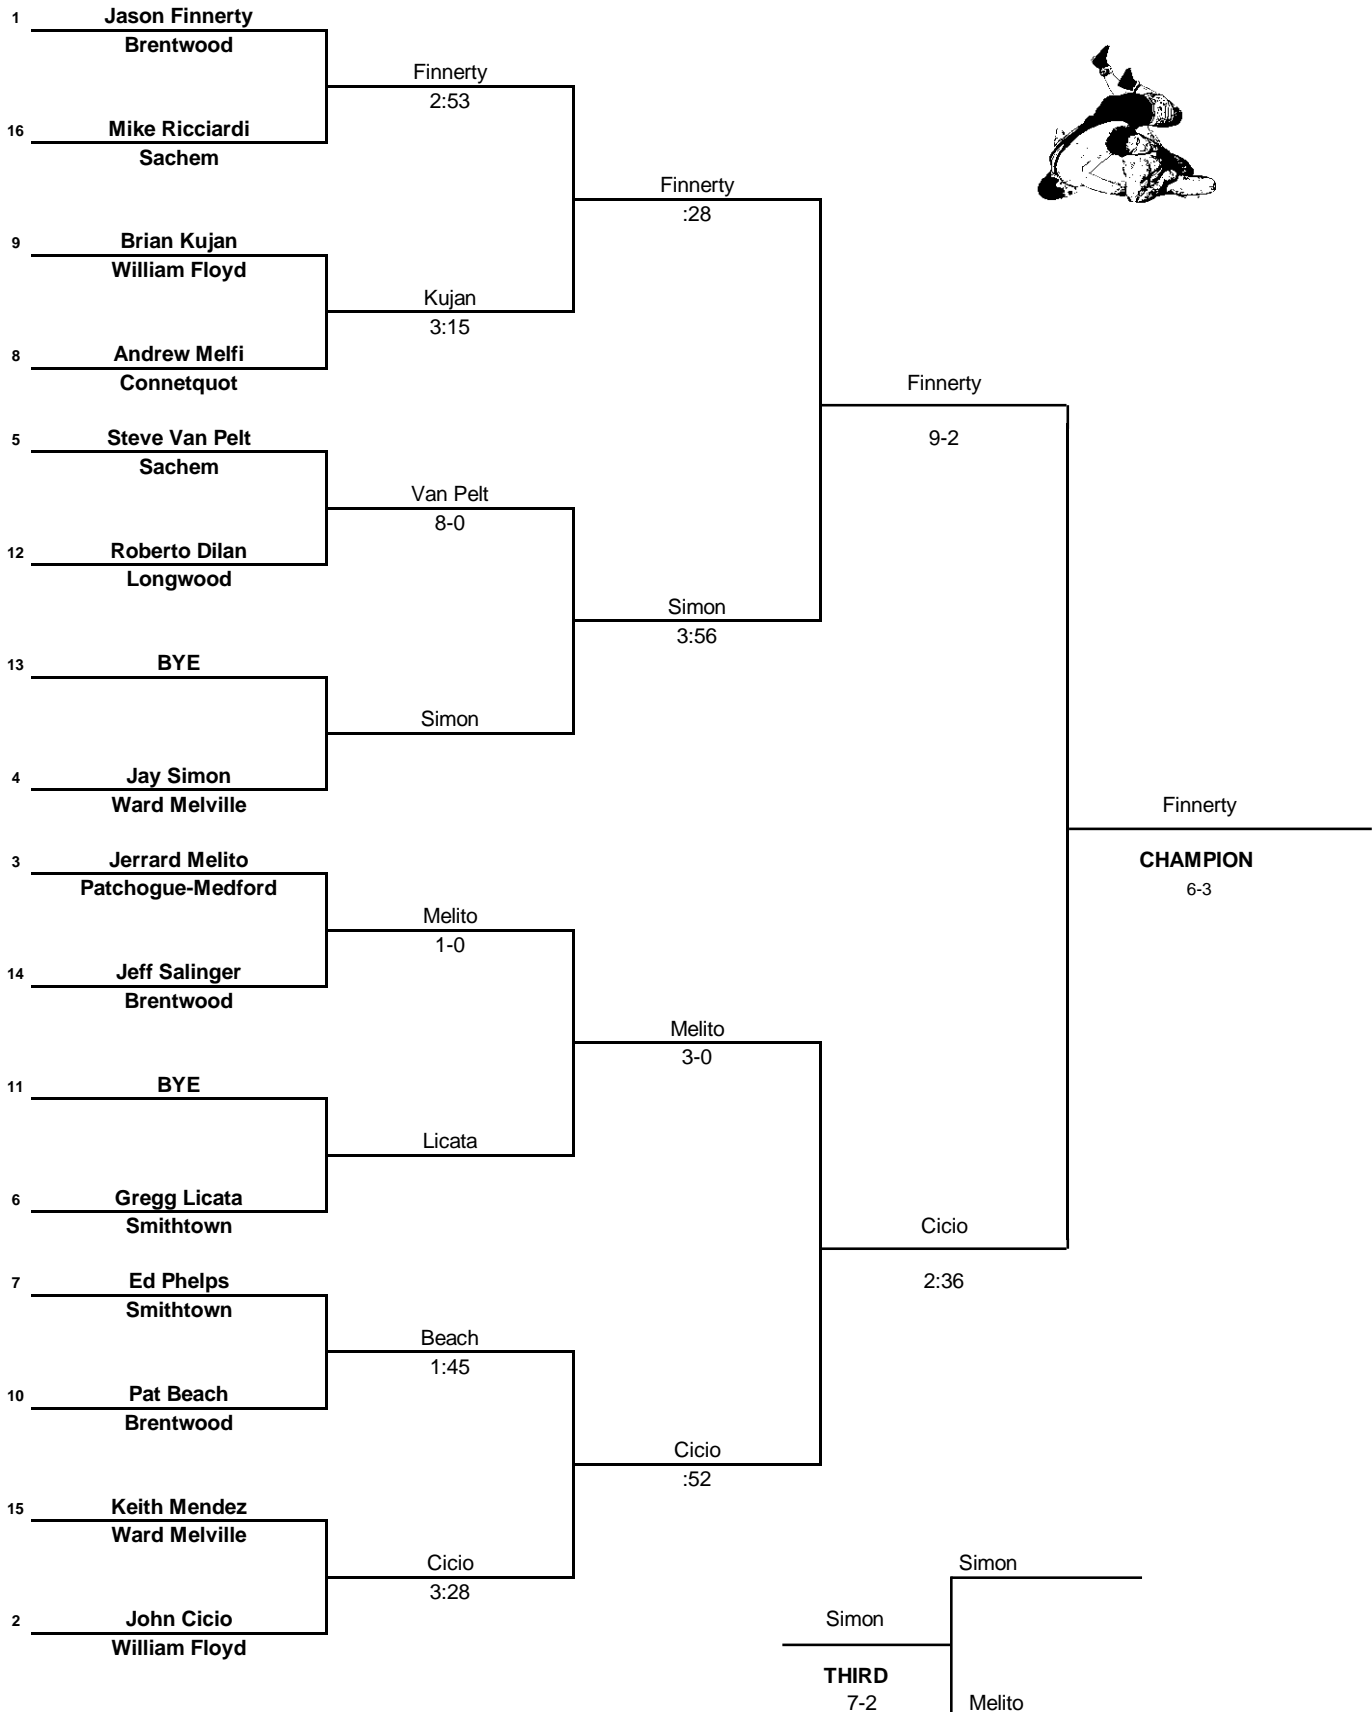 1 Jason Finnerty
Brentwood
Finnerty
2:53
16 Mike Ricciardi
Sachem
Finnerty
:28
9 Brian Kujan
William Floyd
Kujan
3:15
8 Andrew Melfi
Connetquot
Finnerty
9-2
5 Steve Van Pelt
Sachem
Van Pelt
8-0
12 Roberto Dilan
Longwood
Simon
3:56
13 BYE
Simon
4 Jay Simon
Ward Melville
Finnerty
CHAMPION
6-3
3 Jerrard Melito
Patchogue-Medford
Melito
1-0
14 Jeff Salinger
Brentwood
Melito
3-0
11 BYE
Licata
6 Gregg Licata
Smithtown
Cicio
2:36
7 Ed Phelps
Smithtown
Beach
1:45
10 Pat Beach
Brentwood
Cicio
:52
15 Keith Mendez
Ward Melville
Cicio
3:28
2 John Cicio
William Floyd
Simon
Simon
THIRD
7-2
Melito